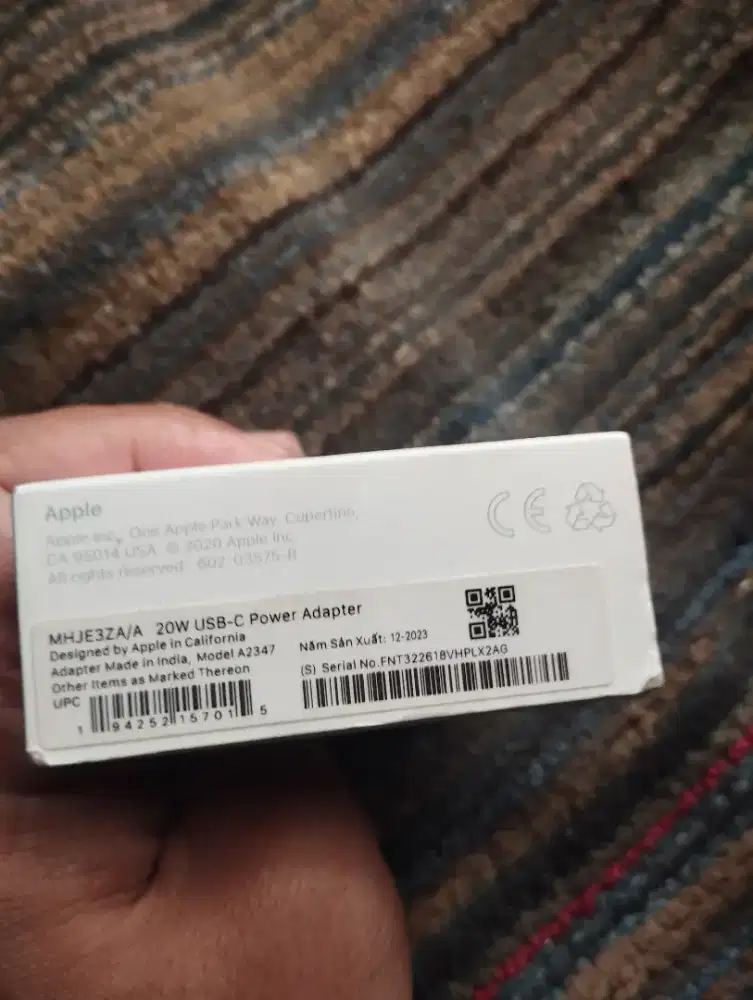 Apple
Apple Inc., One Apple Park Way, Cupertino,
CA 95014 USA. © 2020 Apple Inc.
All rights reserved. 602-03575-B
MHJE3ZA/A 20W USB-C Power Adapter
Designed by Apple in California
Adapter Made in India, Model A2347
Other Items as Marked Thereon
UPC
1 94252 15701 5
Năm Sản Xuất: 12-2023
(S) Serial No.FNT322618VHPLX2AG